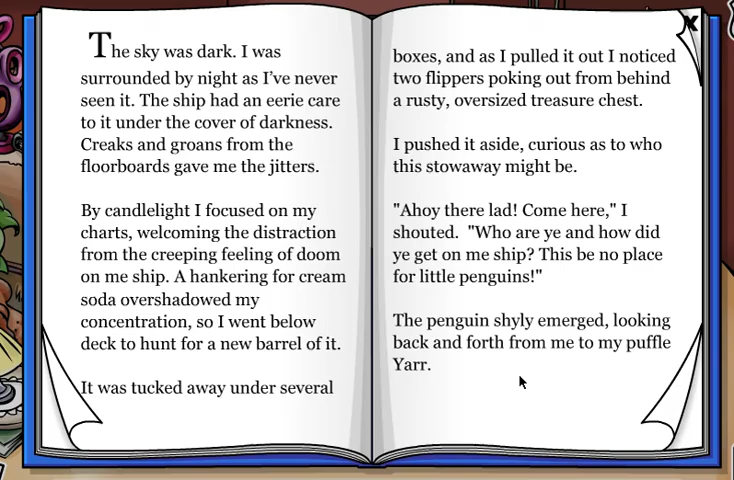 The sky was dark. I was
surrounded by night as I've never
seen it. The ship had an eerie care
to it under the cover of darkness.
Creaks and groans from the
floorboards gave me the jitters.
By candlelight I focused on my
charts, welcoming the distraction
from the creeping feeling of doom
on me ship. A hankering for cream
soda overshadowed my
concentration, so I went below
deck to hunt for a new barrel of it.
It was tucked away under several
boxes, and as I pulled it out I noticed
two flippers poking out from behind
a rusty, oversized treasure chest.
I pushed it aside, curious as to who
this stowaway might be.
"Ahoy there lad! Come here," I
shouted.  "Who are ye and how did
ye get on me ship? This be no place
for little penguins!"
The penguin shyly emerged, looking
back and forth from me to my puffle
Yarr.